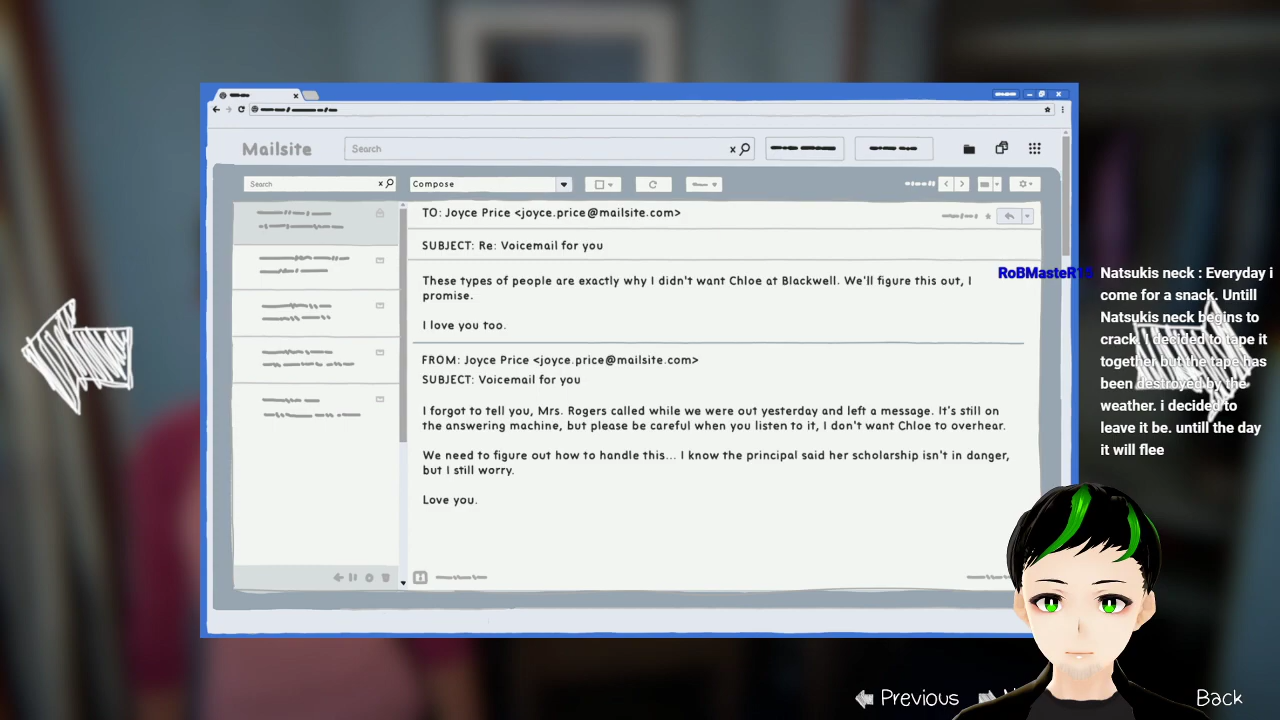 Mailsite
Search
x
Search
x
Compose
TO: Joyce Price <joyce.price@mailsite.com>
SUBJECT: Re: Voicemail for you
These types of people are exactly why I didn't want Chloe at Blackwell. We'll figure this out, I
promise.
I love you too.
FROM: Joyce Price <joyce.price@mailsite.com>
SUBJECT: Voicemail for you
I forgot to tell you, Mrs. Rogers called while we were out yesterday and left a message. It's still on
the answering machine, but please be careful when you listen to it, I don't want Chloe to overhear.
We need to figure out how to handle this... I know the principal said her scholarship isn't in danger,
but I still worry.
Love you.
RoBMasteR15
Natsukis neck : Everyday i
come for a snack. Untill
Natsukis neck begins to
crack. I decided to tape it
together but the tape has
been destroyed by the
weather. i decided to
leave it be. untill the day
it will flee
Previous
Back